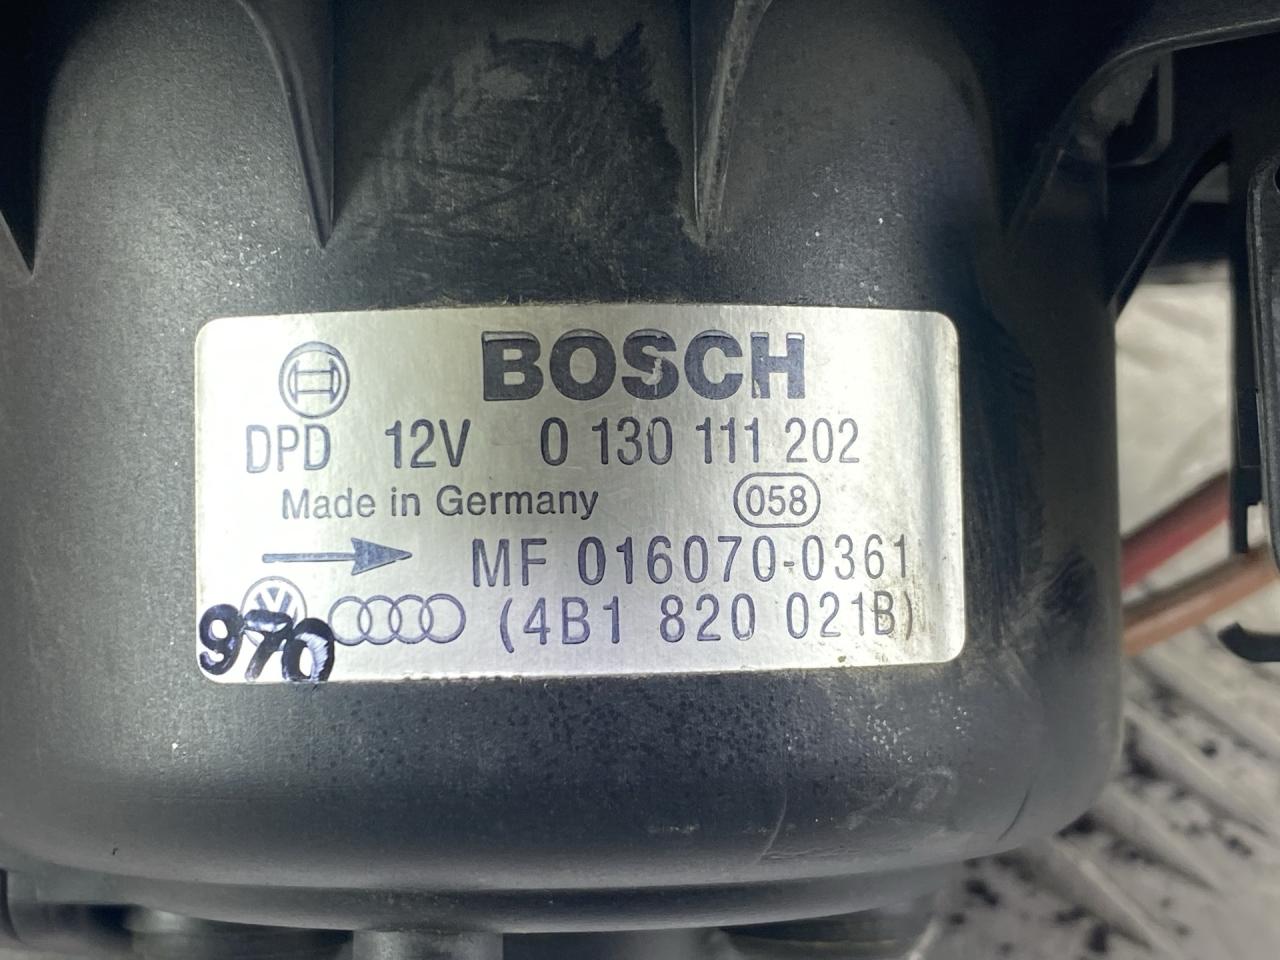 BOSCH
DPD 12V 0 130 111 202
Made in Germany 058
MF 016070-0361
(4B1 820 021B)
970